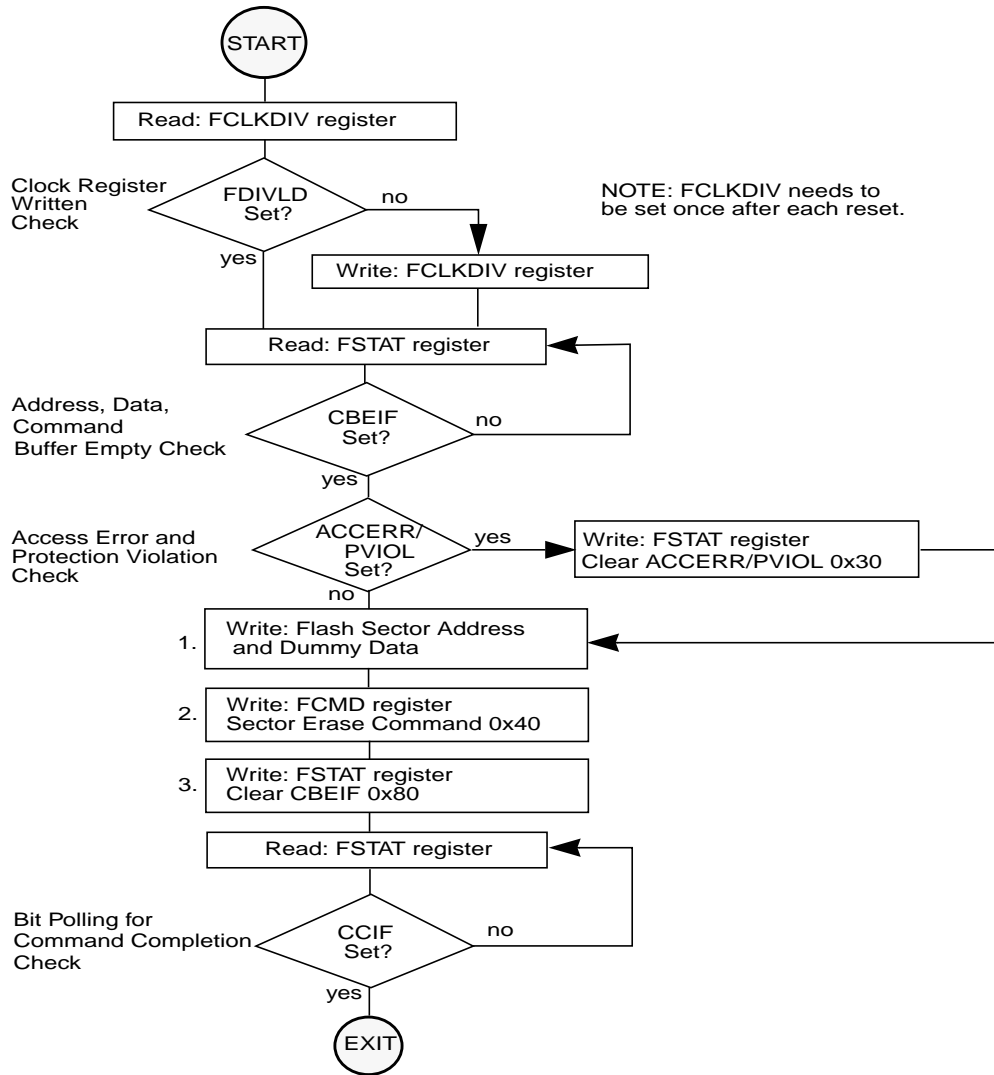 START
Read: FCLKDIV register
Clock Register
Written
Check
FDIVLD
Set?
no
yes
NOTE: FCLKDIV needs to
be set once after each reset.
Write: FCLKDIV register
Read: FSTAT register
Address, Data,
Command
Buffer Empty Check
CBEIF
Set?
no
yes
Access Error and
Protection Violation
Check
ACCERR/
PVIOL
Set?
yes
no
Write: FSTAT register
Clear ACCERR/PVIOL 0x30
1.
Write: Flash Sector Address
and Dummy Data
2.
Write: FCMD register
Sector Erase Command 0x40
3.
Write: FSTAT register
Clear CBEIF 0x80
Read: FSTAT register
Bit Polling for
Command Completion
Check
CCIF
Set?
no
yes
EXIT